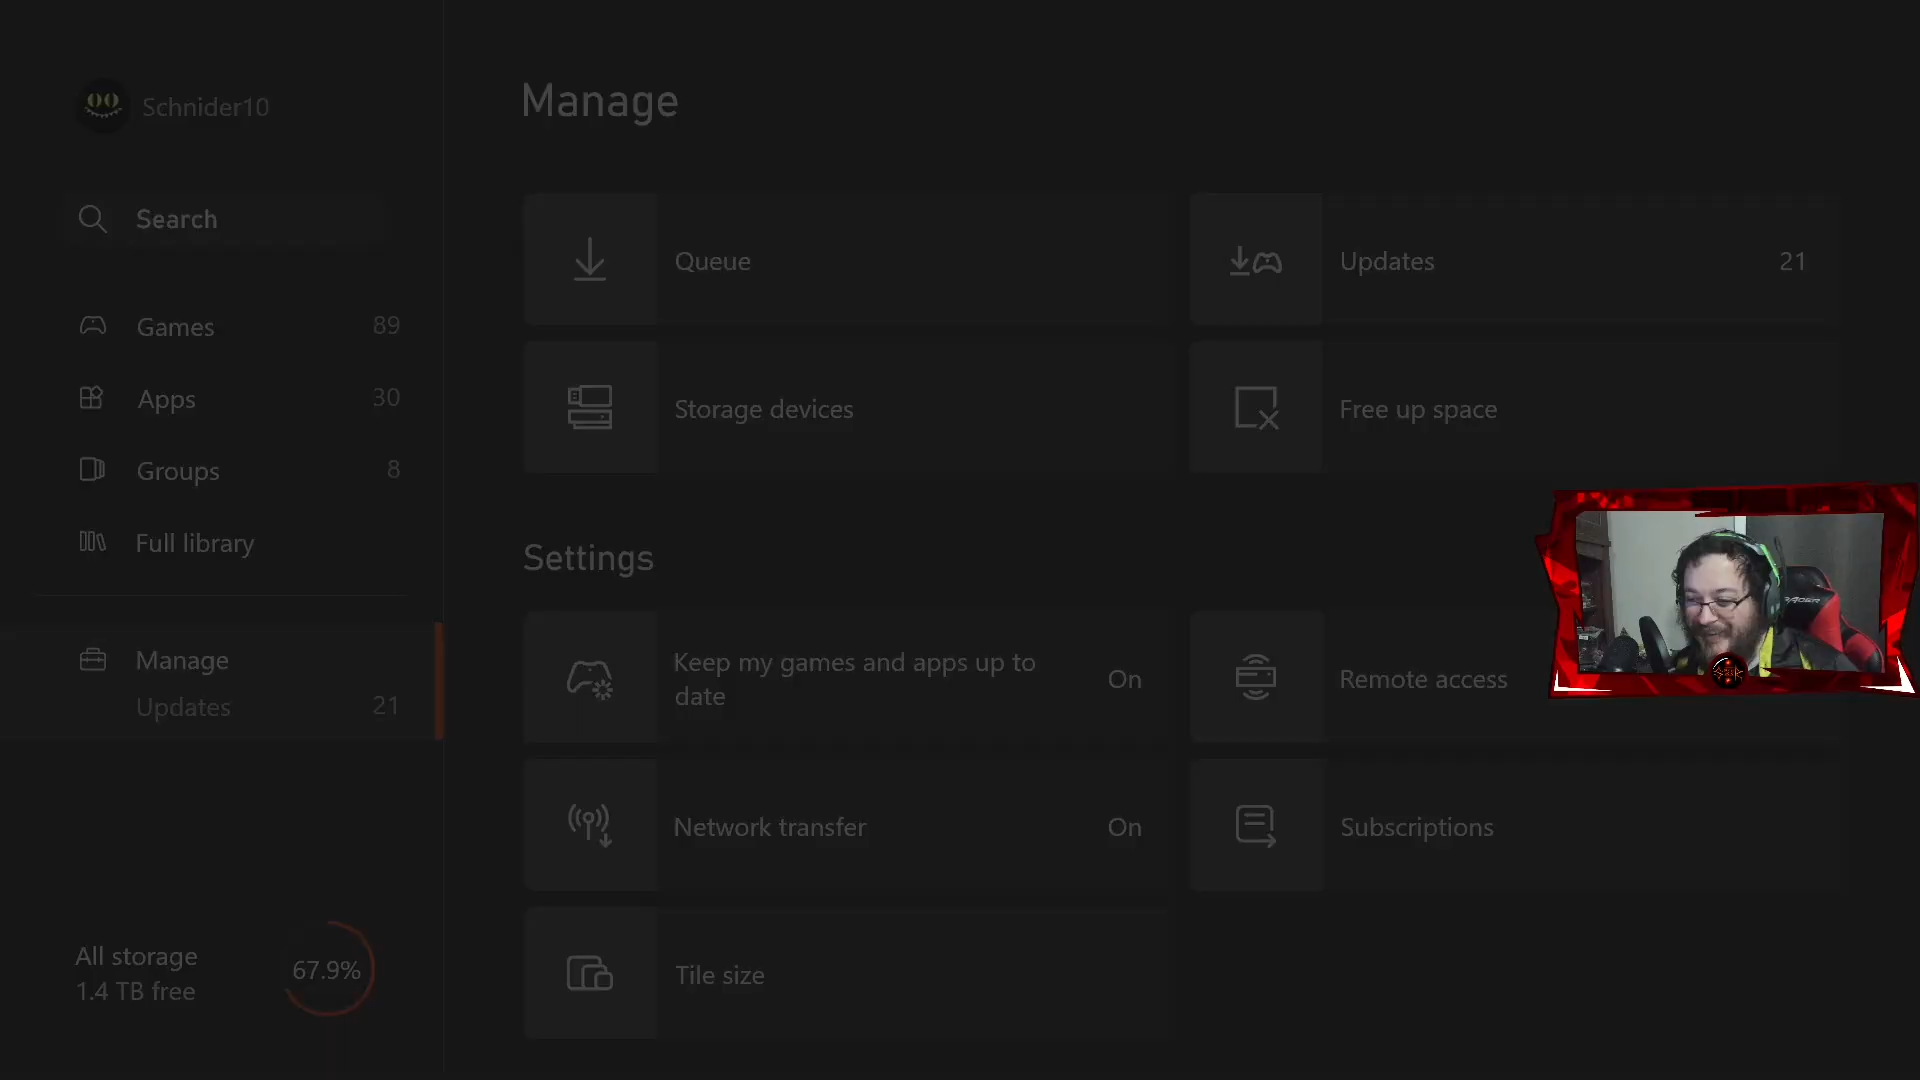 Schnider10
Search
Games 89
Apps 30
Groups 8
Full library
Manage
Updates 21
All storage
1.4 TB free
67.9%
Manage
Queue
Updates 21
Storage devices
Free up space
Settings
Keep my games and apps up to
date
On
Remote access
Network transfer On
Subscriptions
Tile size